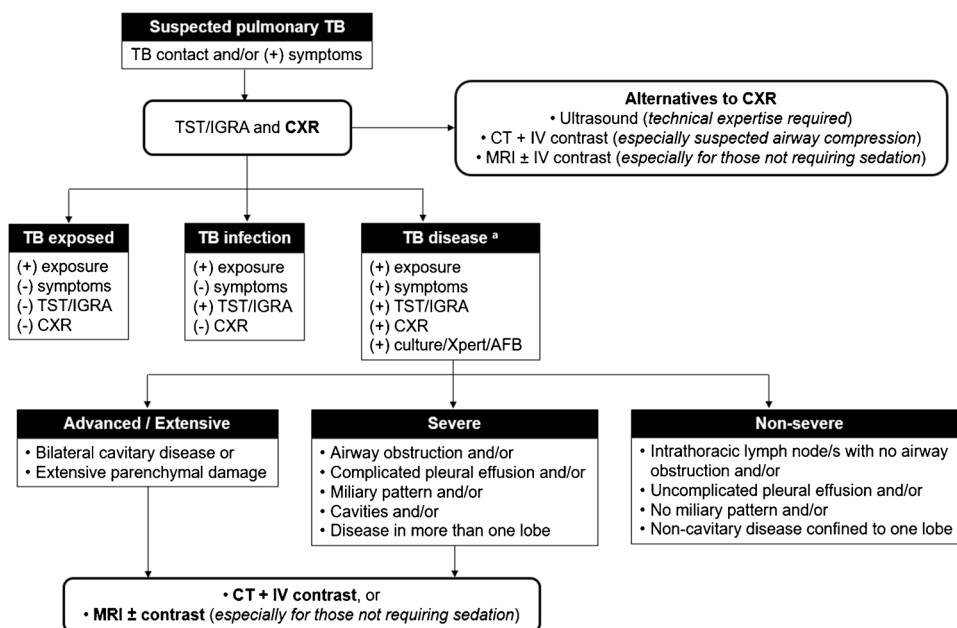 Suspected pulmonary TB
TB contact and/or (+) symptoms
TST/IGRA and CXR
Alternatives to CXR
• Ultrasound (technical expertise required)
• CT + IV contrast (especially suspected airway compression)
• MRI ± IV contrast (especially for those not requiring sedation)
TB exposed
(+) exposure
(-) symptoms
(-) TST/IGRA
(-) CXR
TB infection
(+) exposure
(-) symptoms
(+) TST/IGRA
(-) CXR
TB disease ᵃ
(+) exposure
(+) symptoms
(+) TST/IGRA
(+) CXR
(+) culture/Xpert/AFB
Advanced / Extensive
• Bilateral cavitary disease or
• Extensive parenchymal damage
Severe
• Airway obstruction and/or
• Complicated pleural effusion and/or
• Miliary pattern and/or
• Cavities and/or
• Disease in more than one lobe
Non-severe
• Intrathoracic lymph node/s with no airway
obstruction and/or
• Uncomplicated pleural effusion and/or
• No miliary pattern and/or
• Non-cavitary disease confined to one lobe
• CT + IV contrast, or
• MRI ± contrast (especially for those not requiring sedation)